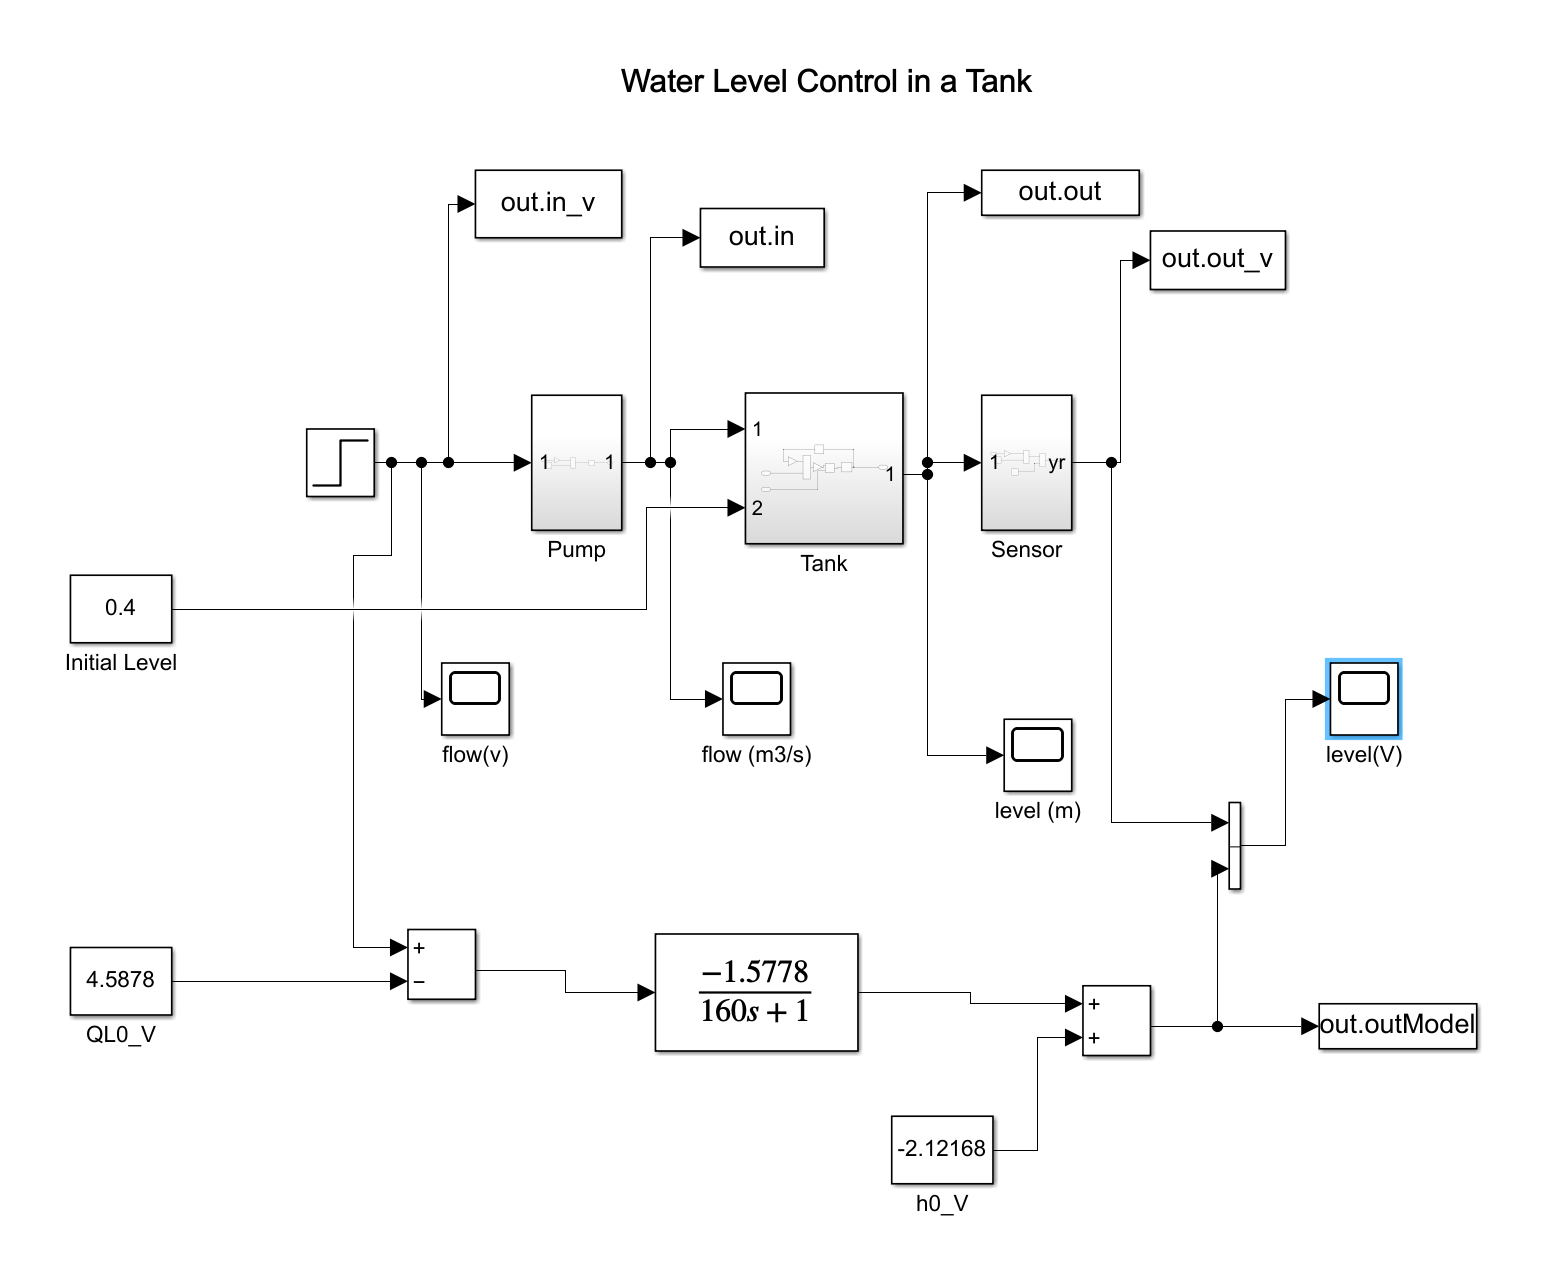 Water Level Control in a Tank
out.in_v
out.in
out.out
out.out_v
1
1
Pump
1
2
1
Tank
1
yr
Sensor
0.4
Initial Level
flow(v)
flow (m3/s)
level (m)
level(V)
4.5878
QL0_V
+
−
−1.5778
160s + 1
+
+
out.outModel
-2.12168
h0_V